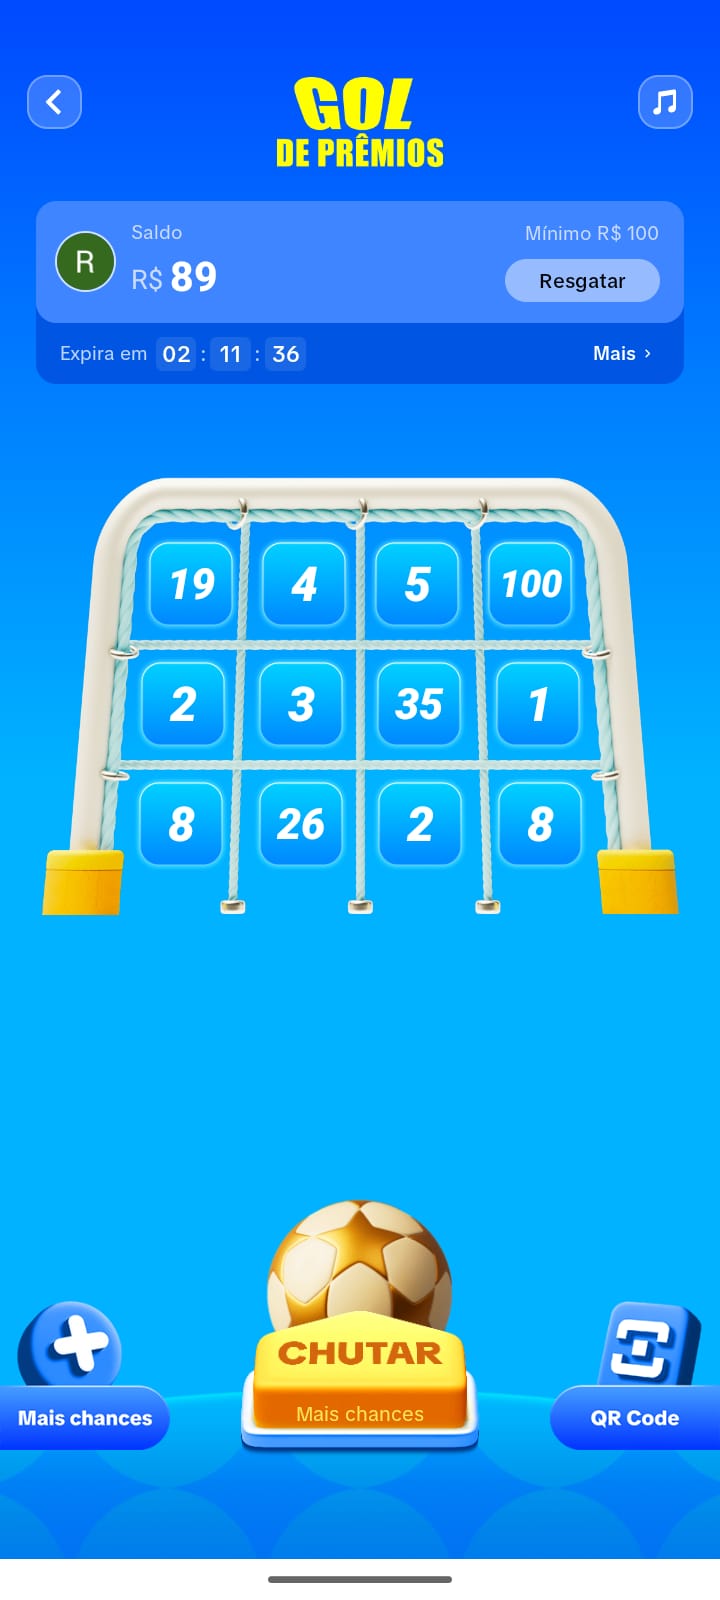 GOL
DE PRÊMIOS
Saldo
Mínimo R$ 100
R
R$ 89
Resgatar
Expira em 02 : 11 : 36
Mais ›
19 4 5 100
2 3 35 1
8 26 2 8
CHUTAR
Mais chances
Mais chances
QR Code